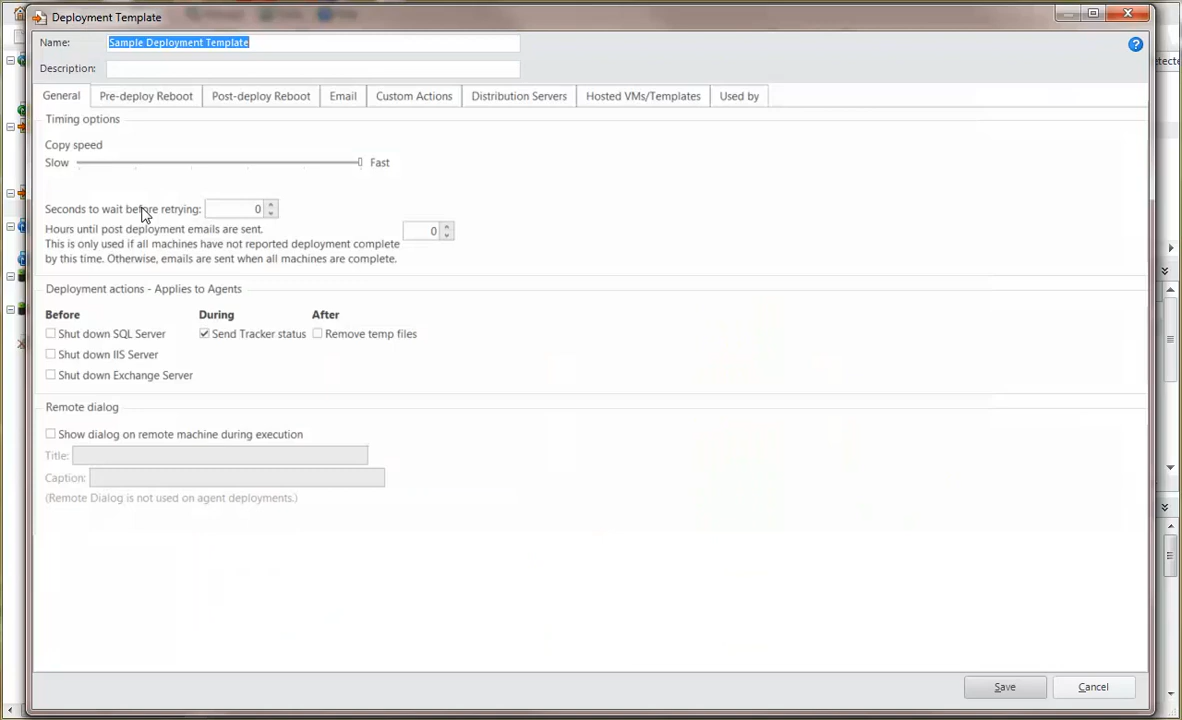 Deployment Template
Name: Sample Deployment Template
Description:
General Pre-deploy Reboot Post-deploy Reboot Email Custom Actions Distribution Servers Hosted VMs/Templates Used by
Timing options
Copy speed
Slow Fast
Seconds to wait before retrying: 0
Hours until post deployment emails are sent. 0
This is only used if all machines have not reported deployment complete
by this time. Otherwise, emails are sent when all machines are complete.
Deployment actions - Applies to Agents
Before During After
Shut down SQL Server Send Tracker status Remove temp files
Shut down IIS Server
Shut down Exchange Server
Remote dialog
Show dialog on remote machine during execution
Title:
Caption:
(Remote Dialog is not used on agent deployments.)
Save Cancel